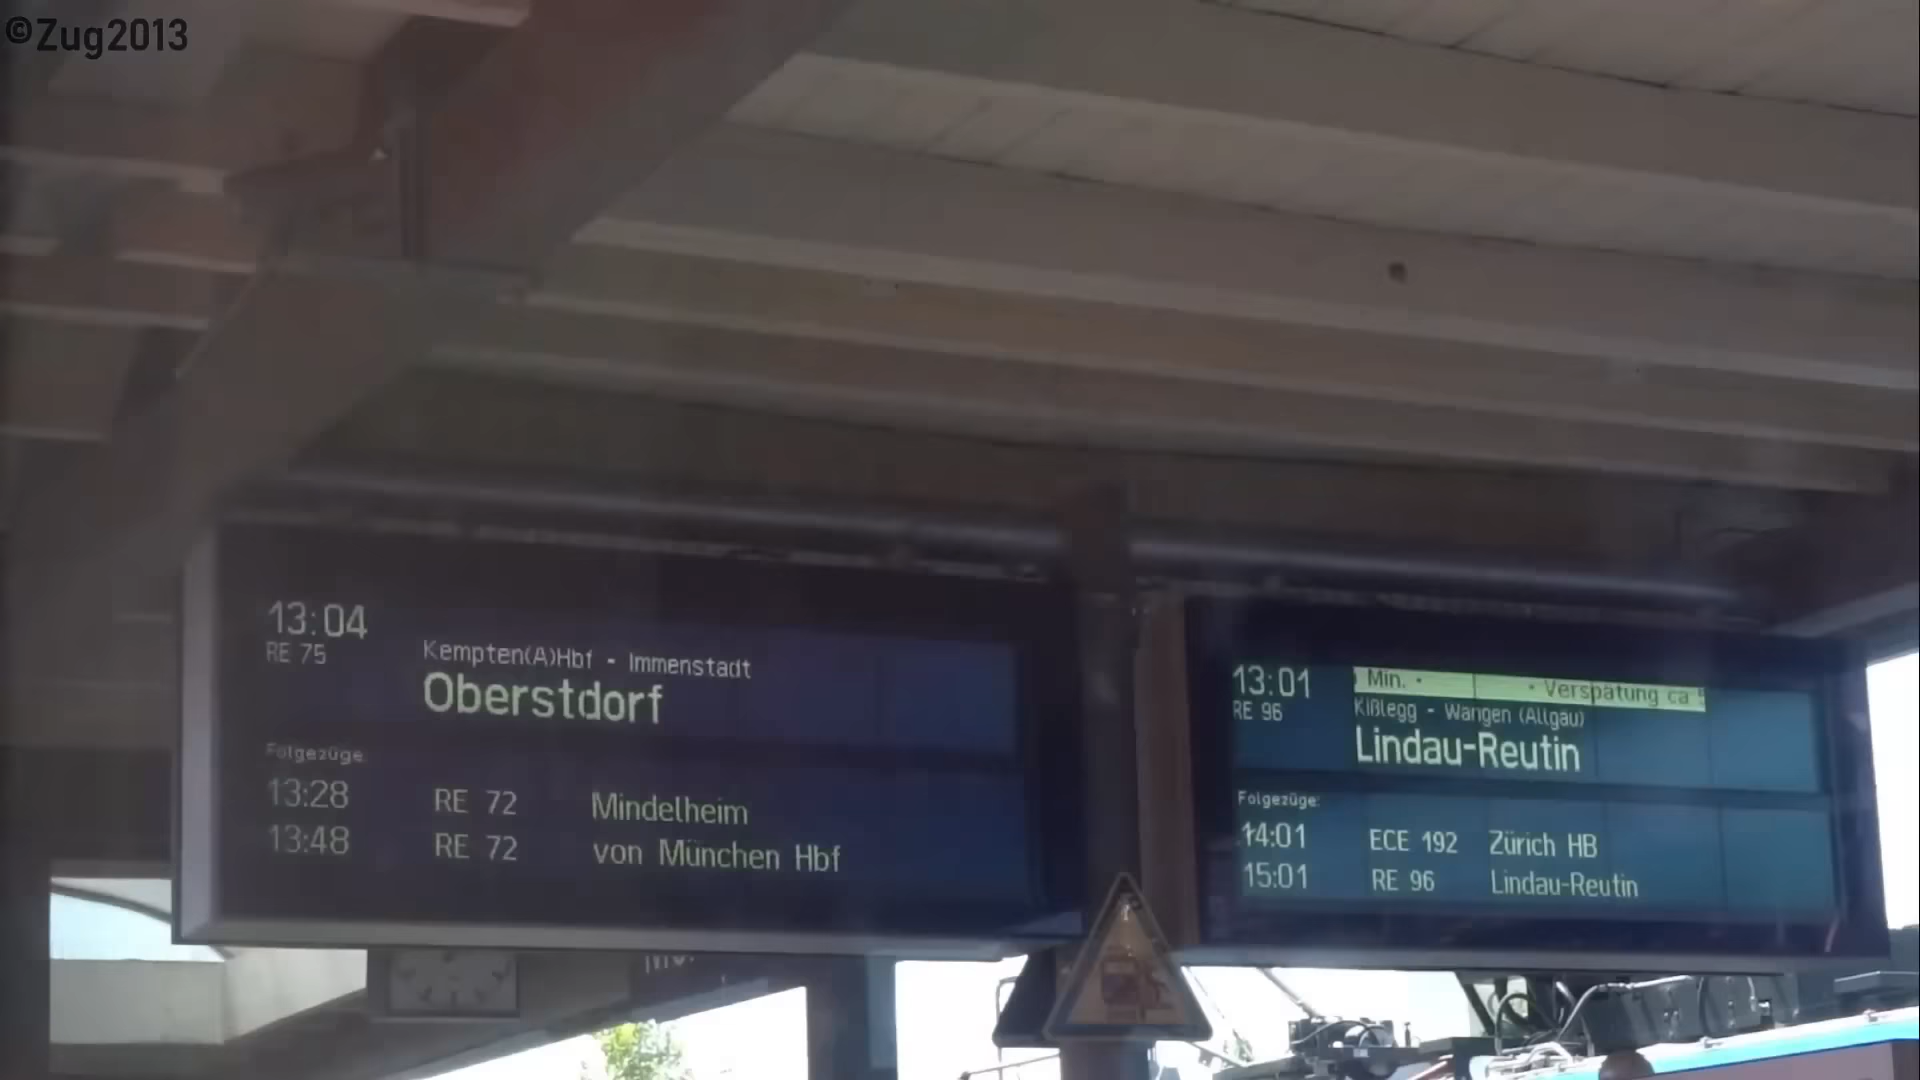 ©Zug2013
13:04
RE 75
Kempten(A)Hbf - Immenstadt
Oberstdorf
Folgezüge:
13:28 RE 72 Mindelheim
13:48 RE 72 von München Hbf
13:01
RE 96
Min. · · Verspätung ca
Kißlegg - Wangen (Allgäu)
Lindau-Reutin
Folgezüge:
14:01 ECE 192 Zürich HB
15:01 RE 96 Lindau-Reutin